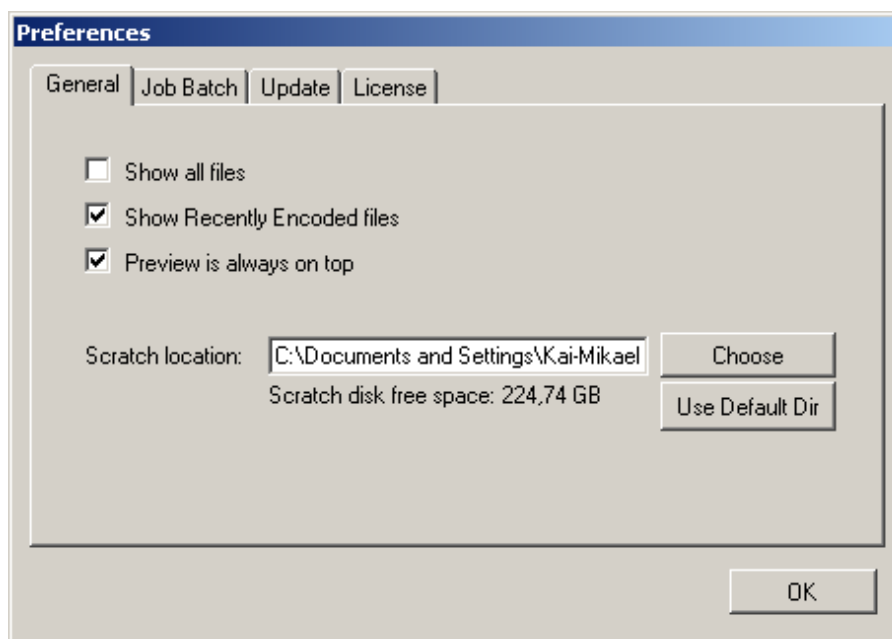 Preferences
General Job Batch Update License
Show all files
Show Recently Encoded files
Preview is always on top
Scratch location: C:\Documents and Settings\Kai-Mikael Choose
Scratch disk free space: 224,74 GB
Use Default Dir
OK